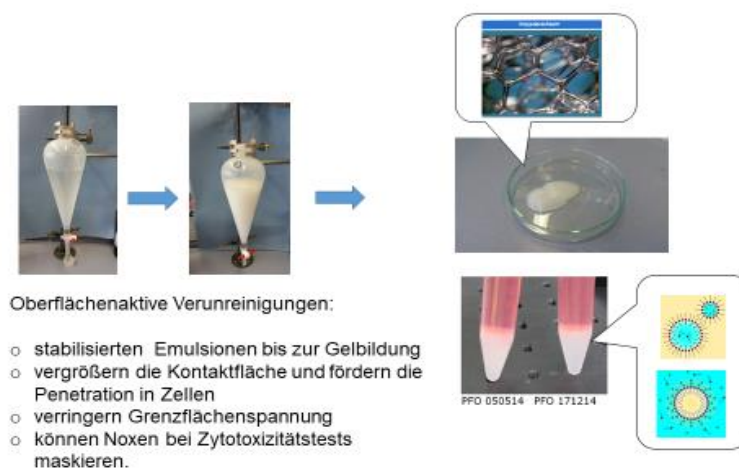 Oberflächenaktive Verunreinigungen:
o stabilisierten Emulsionen bis zur Gelbildung
o vergrößern die Kontaktfläche und fördern die
Penetration in Zellen
o verringern Grenzflächenspannung
o können Noxen bei Zytotoxizitätstests
maskieren.
PFO 050514 PFO 171214